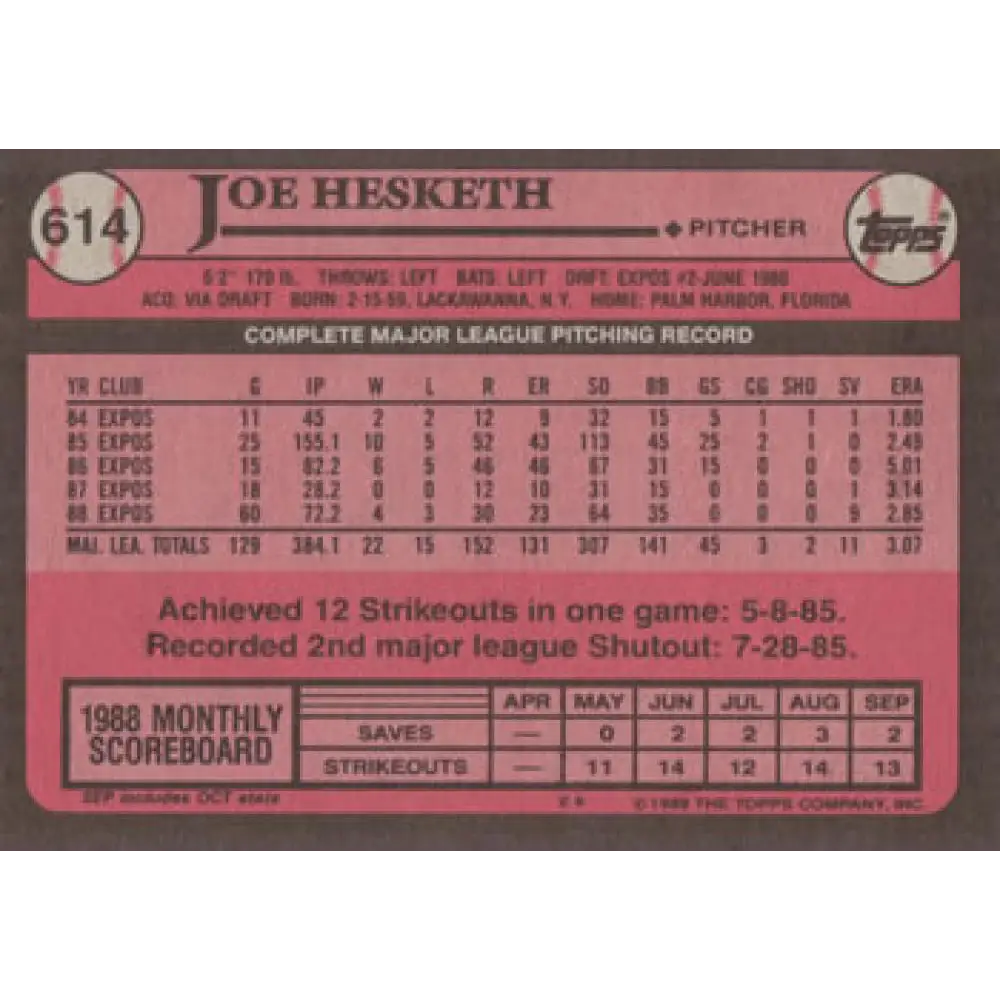 614
JOE HESKETH
◆ PITCHER
Topps®
6'2" 170 lb. THROWS: LEFT BATS: LEFT DRAFT: EXPOS #2-JUNE 1980
ACQ: VIA DRAFT BORN: 2-15-59, LACKAWANNA, N.Y. HOME: PALM HARBOR, FLORIDA
COMPLETE MAJOR LEAGUE PITCHING RECORD
YR CLUB G IP W L R ER SO BB GS CG SHO SV ERA
84 EXPOS 11 45 2 2 12 9 32 15 5 1 1 1 1.80
85 EXPOS 25 155.1 10 5 52 43 113 45 25 2 1 0 2.49
86 EXPOS 15 82.2 6 5 46 46 67 31 15 0 0 0 5.01
87 EXPOS 18 28.2 0 0 12 10 31 15 0 0 0 1 3.14
88 EXPOS 60 72.2 4 3 30 23 64 35 0 0 0 9 2.85
MAJ. LEA. TOTALS 129 384.1 22 15 152 131 307 141 45 3 2 11 3.07
Achieved 12 Strikeouts in one game: 5-8-85.
Recorded 2nd major league Shutout: 7-28-85.
1988 MONTHLY
SCOREBOARD
APR MAY JUN JUL AUG SEP
SAVES — 0 2 2 3 2
STRIKEOUTS — 11 14 12 14 13
SEP includes OCT stats
© 1989 THE TOPPS COMPANY, INC.